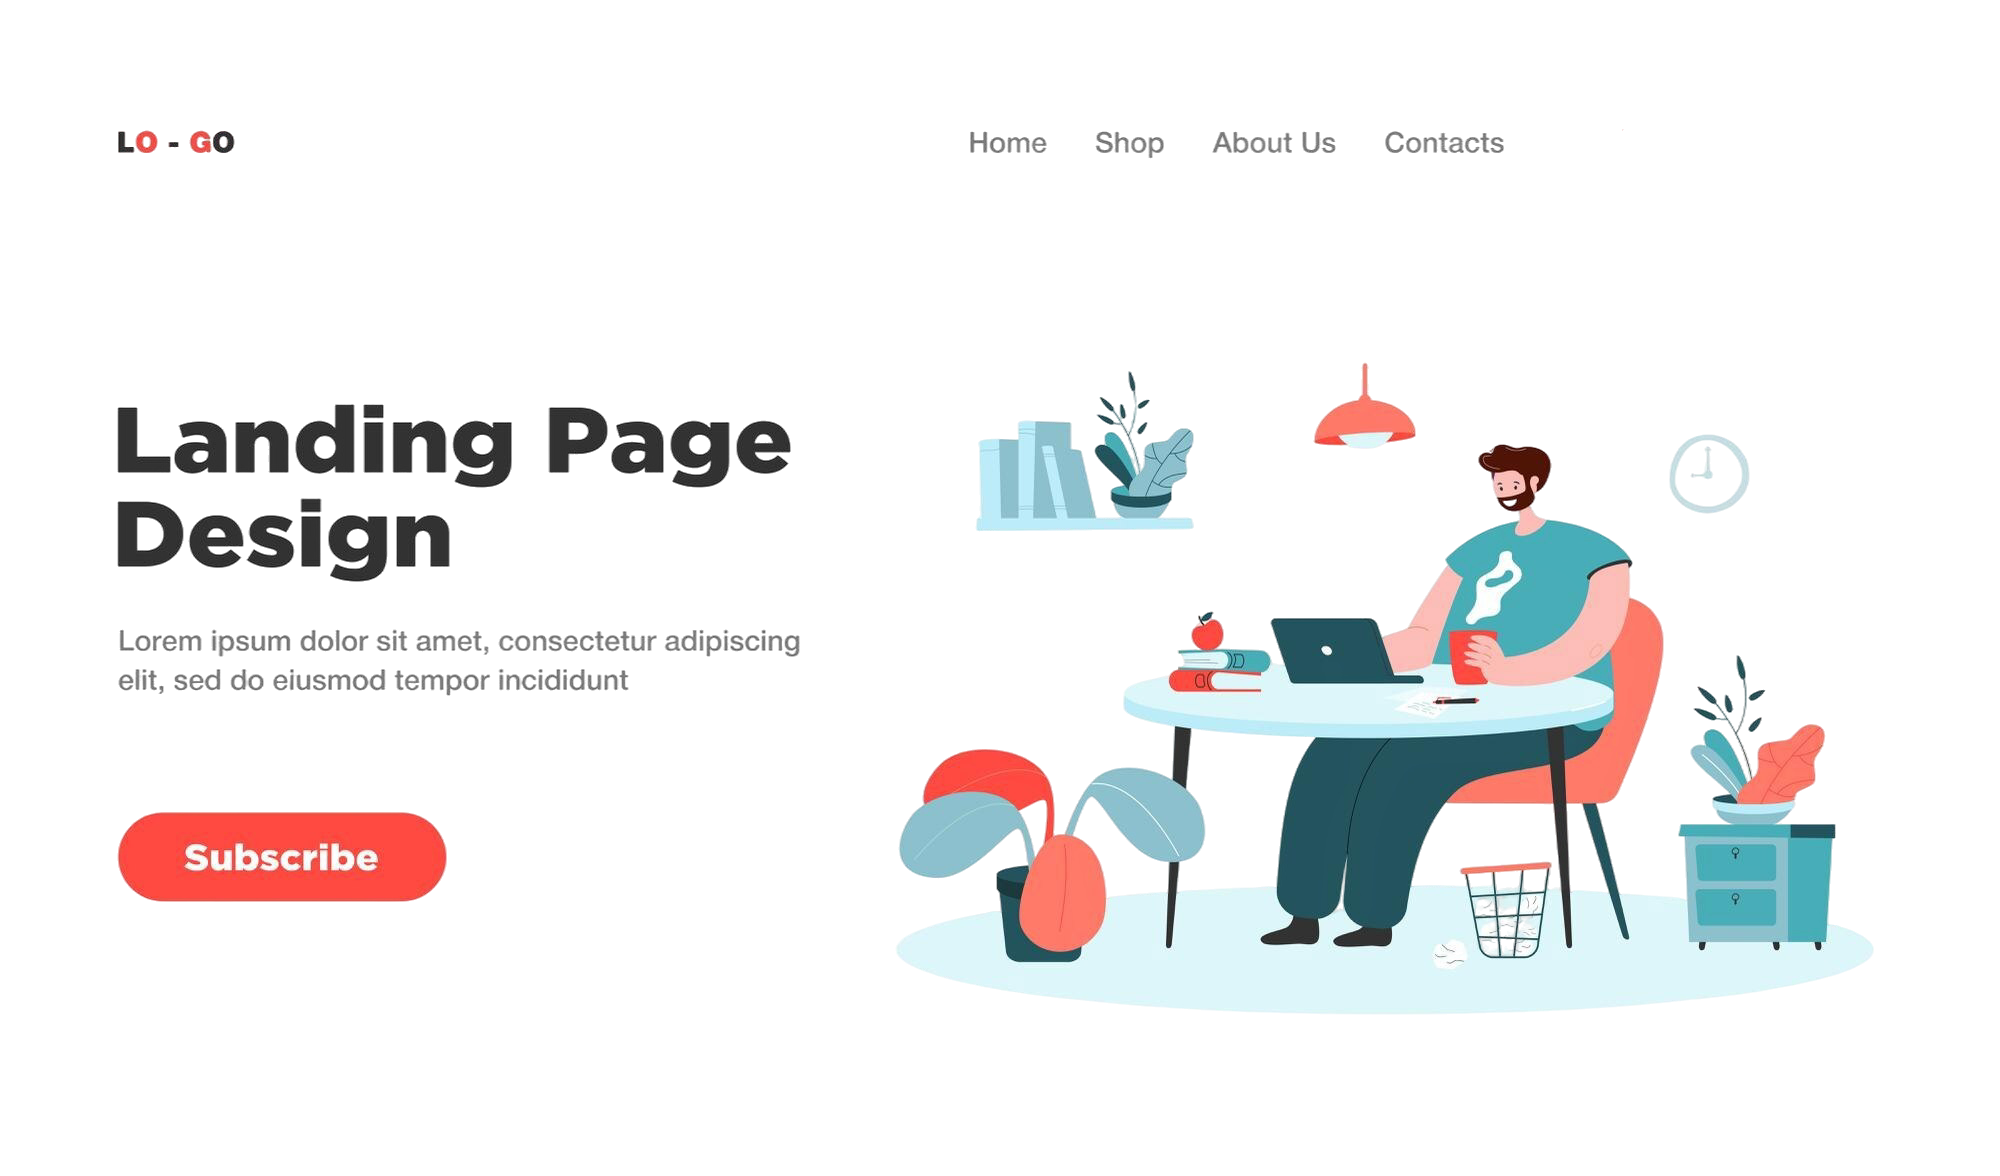 LO - GO
Home Shop About Us Contacts
Landing Page
Design
Lorem ipsum dolor sit amet, consectetur adipiscing
elit, sed do eiusmod tempor incididunt
Subscribe